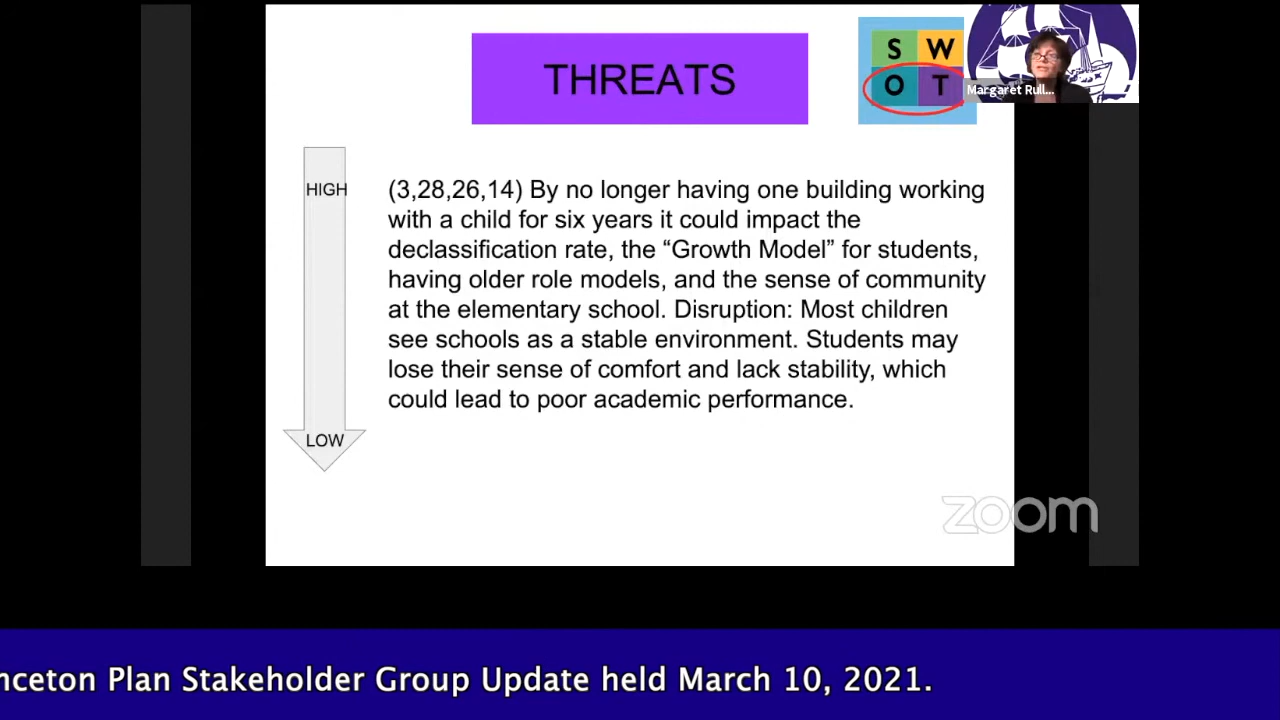 THREATS
S W
O T
Margaret Rull...
HIGH
LOW
(3,28,26,14) By no longer having one building working
with a child for six years it could impact the
declassification rate, the “Growth Model” for students,
having older role models, and the sense of community
at the elementary school. Disruption: Most children
see schools as a stable environment. Students may
lose their sense of comfort and lack stability, which
could lead to poor academic performance.
zoom
nceton Plan Stakeholder Group Update held March 10, 2021.